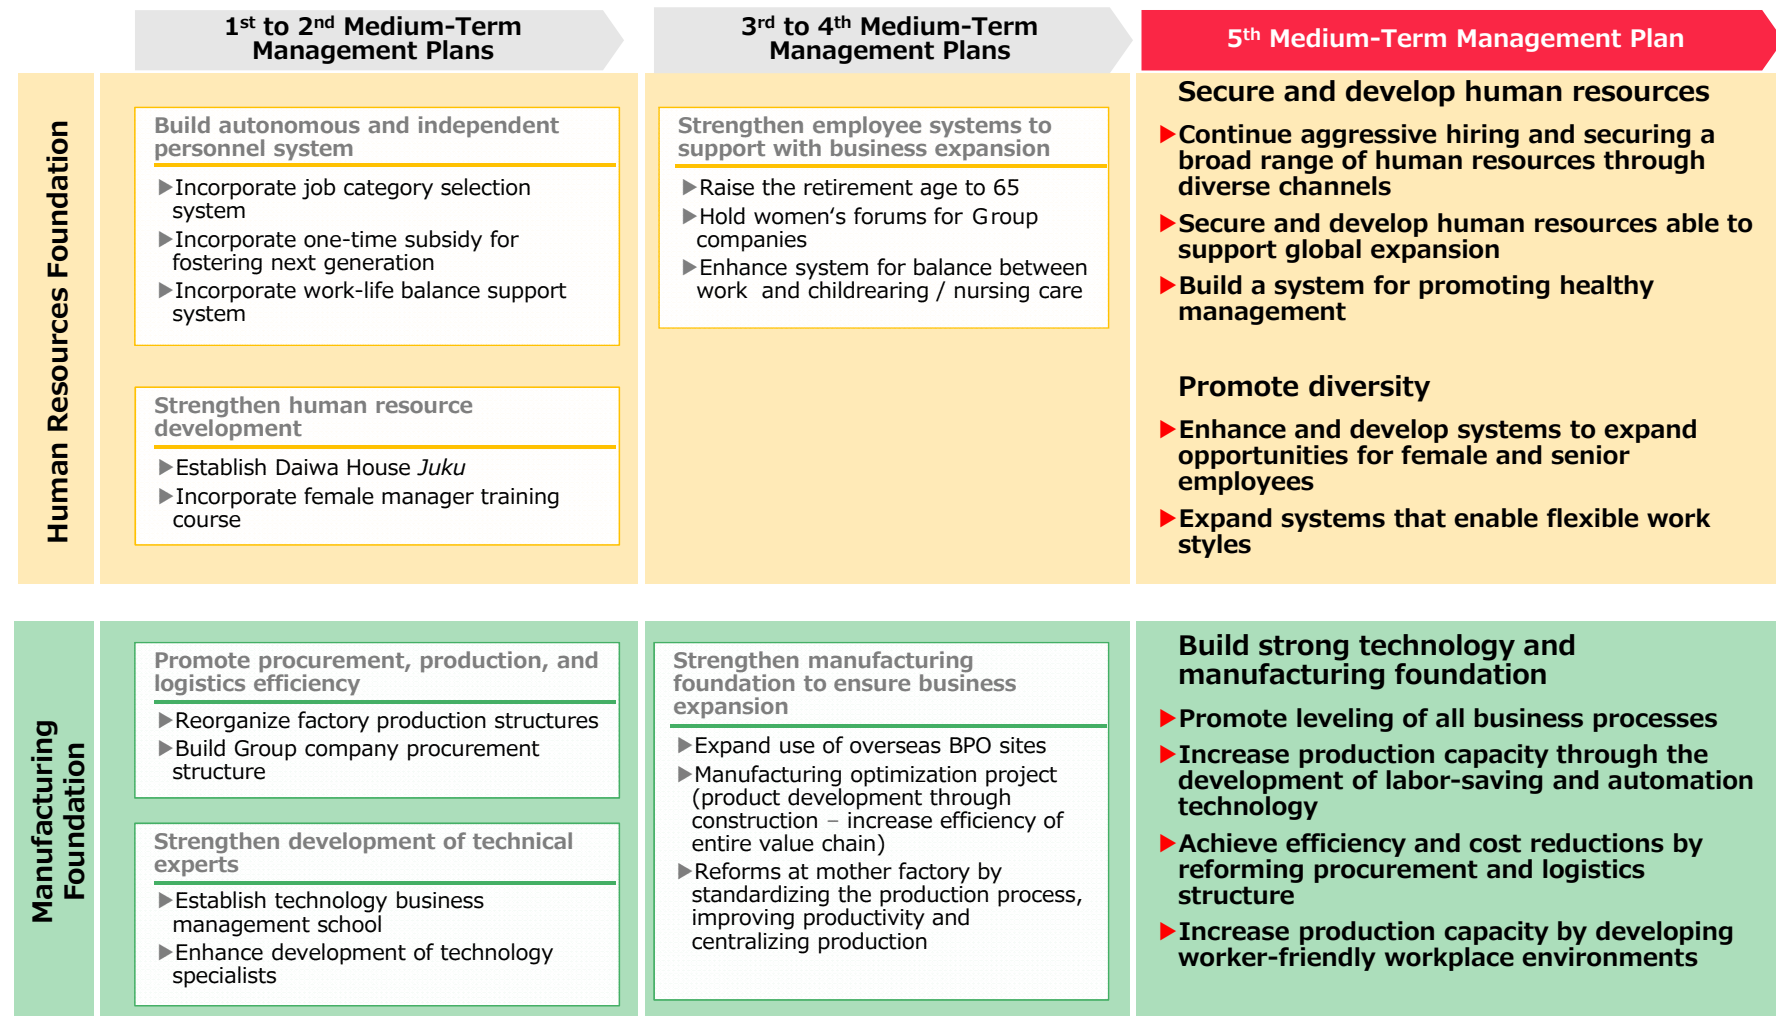 1st to 2nd Medium-Term
Management Plans
3rd to 4th Medium-Term
Management Plans
5th Medium-Term Management Plan
Human Resources Foundation
Build autonomous and independent
personnel system
▶Incorporate job category selection
system
▶Incorporate one-time subsidy for
fostering next generation
▶Incorporate work-life balance support
system
Strengthen human resource
development
▶Establish Daiwa House Juku
▶Incorporate female manager training
course
Strengthen employee systems to
support with business expansion
▶Raise the retirement age to 65
▶Hold women‘s forums for Group
companies
▶Enhance system for balance between
work and childrearing / nursing care
Secure and develop human resources
▶Continue aggressive hiring and securing a
broad range of human resources through
diverse channels
▶Secure and develop human resources able to
support global expansion
▶Build a system for promoting healthy
management
Promote diversity
▶Enhance and develop systems to expand
opportunities for female and senior
employees
▶Expand systems that enable flexible work
styles
Manufacturing
Foundation
Promote procurement, production, and
logistics efficiency
▶Reorganize factory production structures
▶Build Group company procurement
structure
Strengthen development of technical
experts
▶Establish technology business
management school
▶Enhance development of technology
specialists
Strengthen manufacturing
foundation to ensure business
expansion
▶Expand use of overseas BPO sites
▶Manufacturing optimization project
(product development through
construction – increase efficiency of
entire value chain)
▶Reforms at mother factory by
standardizing the production process,
improving productivity and
centralizing production
Build strong technology and
manufacturing foundation
▶Promote leveling of all business processes
▶Increase production capacity through the
development of labor-saving and automation
technology
▶Achieve efficiency and cost reductions by
reforming procurement and logistics
structure
▶Increase production capacity by developing
worker-friendly workplace environments